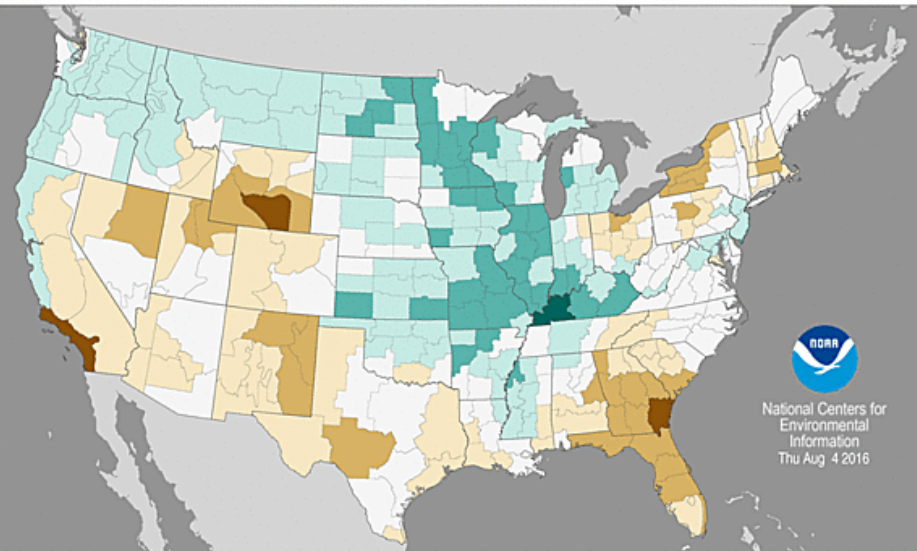 NOAA
National Centers for
Environmental
Information
Thu Aug 4 2016